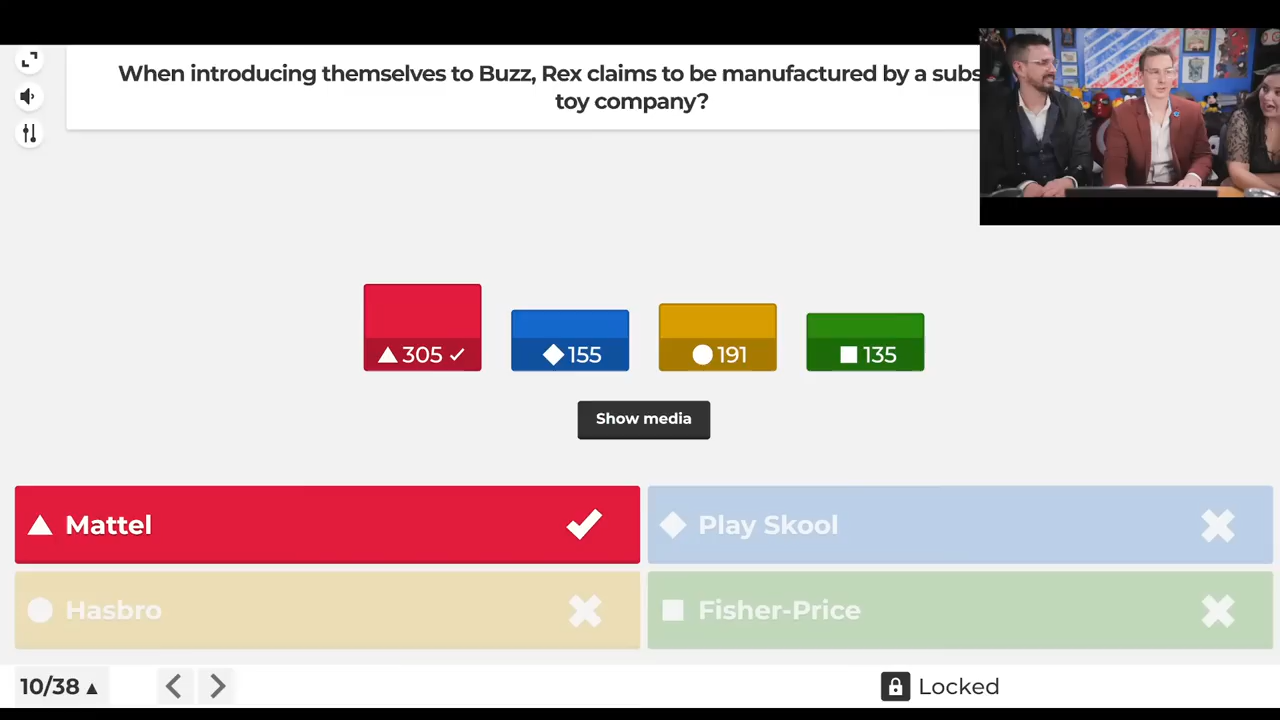 When introducing themselves to Buzz, Rex claims to be manufactured by a subs
toy company?
305
155
191
135
Show media
Mattel
Play Skool
Hasbro
Fisher-Price
10/38
Locked